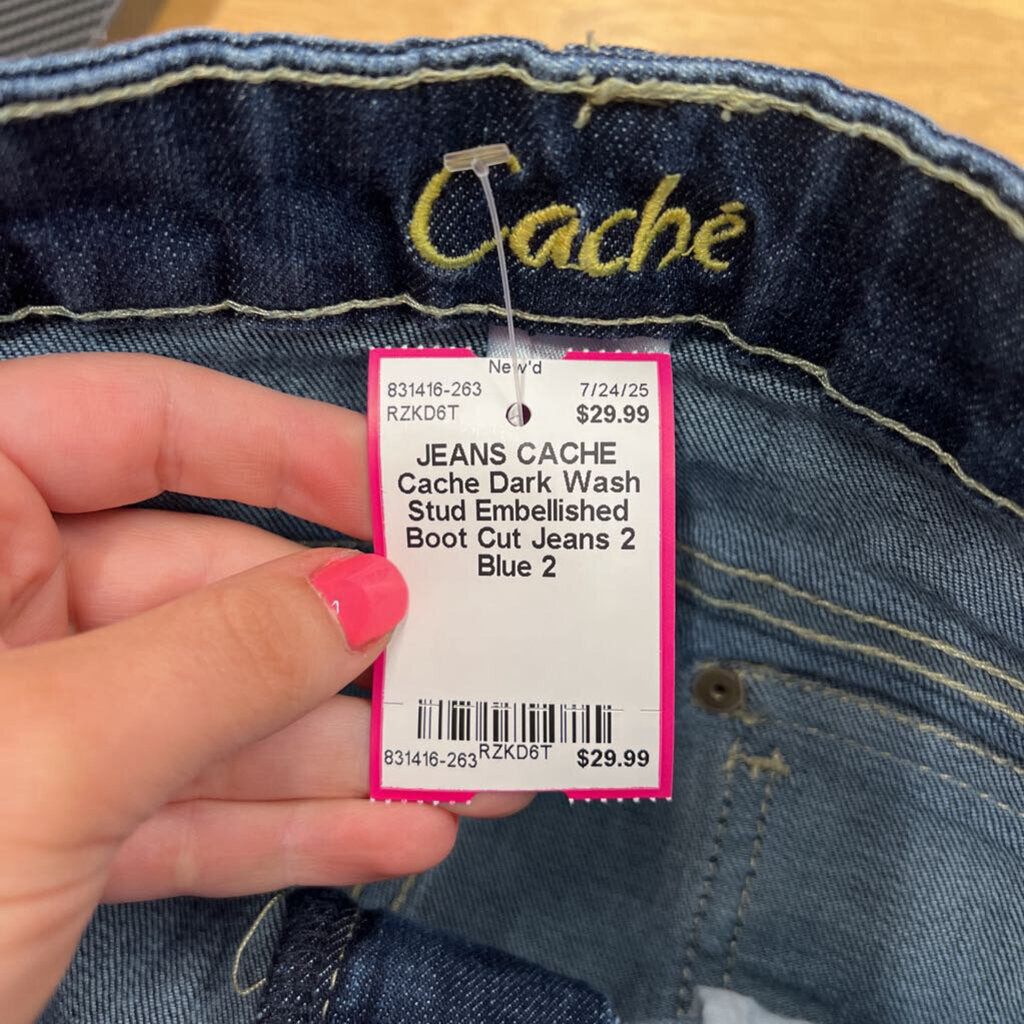 Caché
New'd
831416-263 7/24/25
RZKD6T $29.99
JEANS CACHE
Cache Dark Wash
Stud Embellished
Boot Cut Jeans 2
Blue 2
831416-263 RZKD6T $29.99